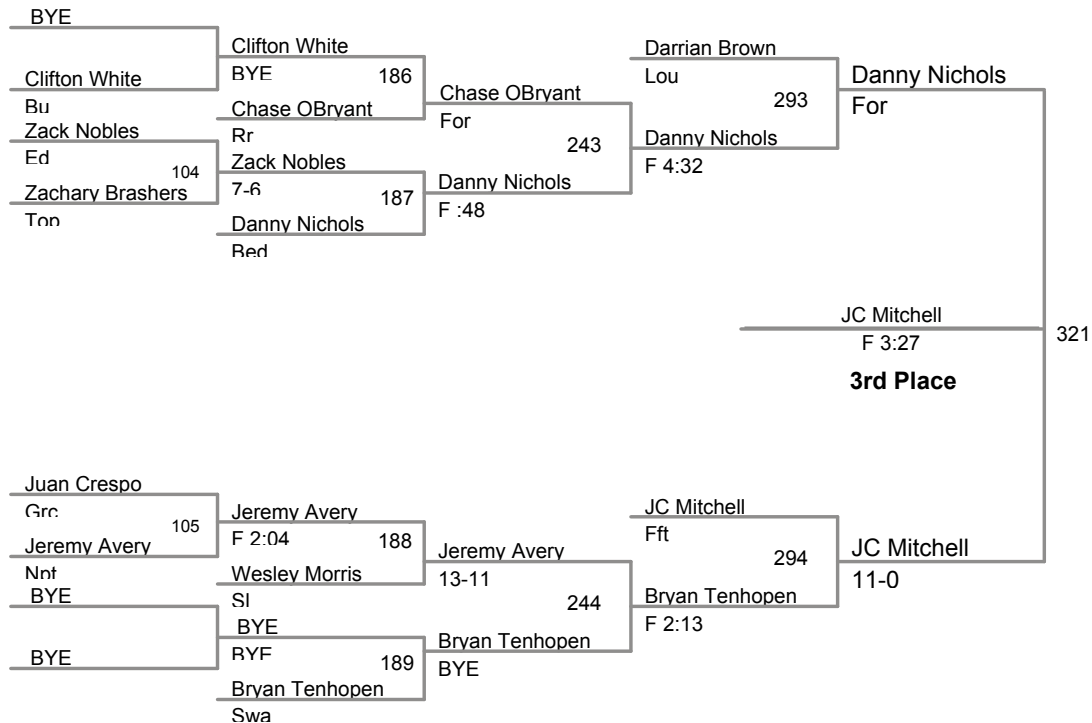 BYE
Clifton White
Bu
Zack Nobles
Ed
104
Zachary Brashers
Top
Clifton White
BYE
186
Chase OBryant
Rr
Zack Nobles
7-6
187
Danny Nichols
Bed
Chase OBryant
For
243
Danny Nichols
F :48
Darrian Brown
Lou
293
Danny Nichols
F 4:32
Danny Nichols
For
JC Mitchell
F 3:27
321
3rd Place
Juan Crespo
Grc
105
Jeremy Avery
Not
BYE
BYE
Jeremy Avery
F 2:04
188
Wesley Morris
Sl
BYE
BYE
189
Bryan Tenhopen
Swa
Jeremy Avery
13-11
244
Bryan Tenhopen
BYE
JC Mitchell
Fft
294
Bryan Tenhopen
F 2:13
JC Mitchell
11-0